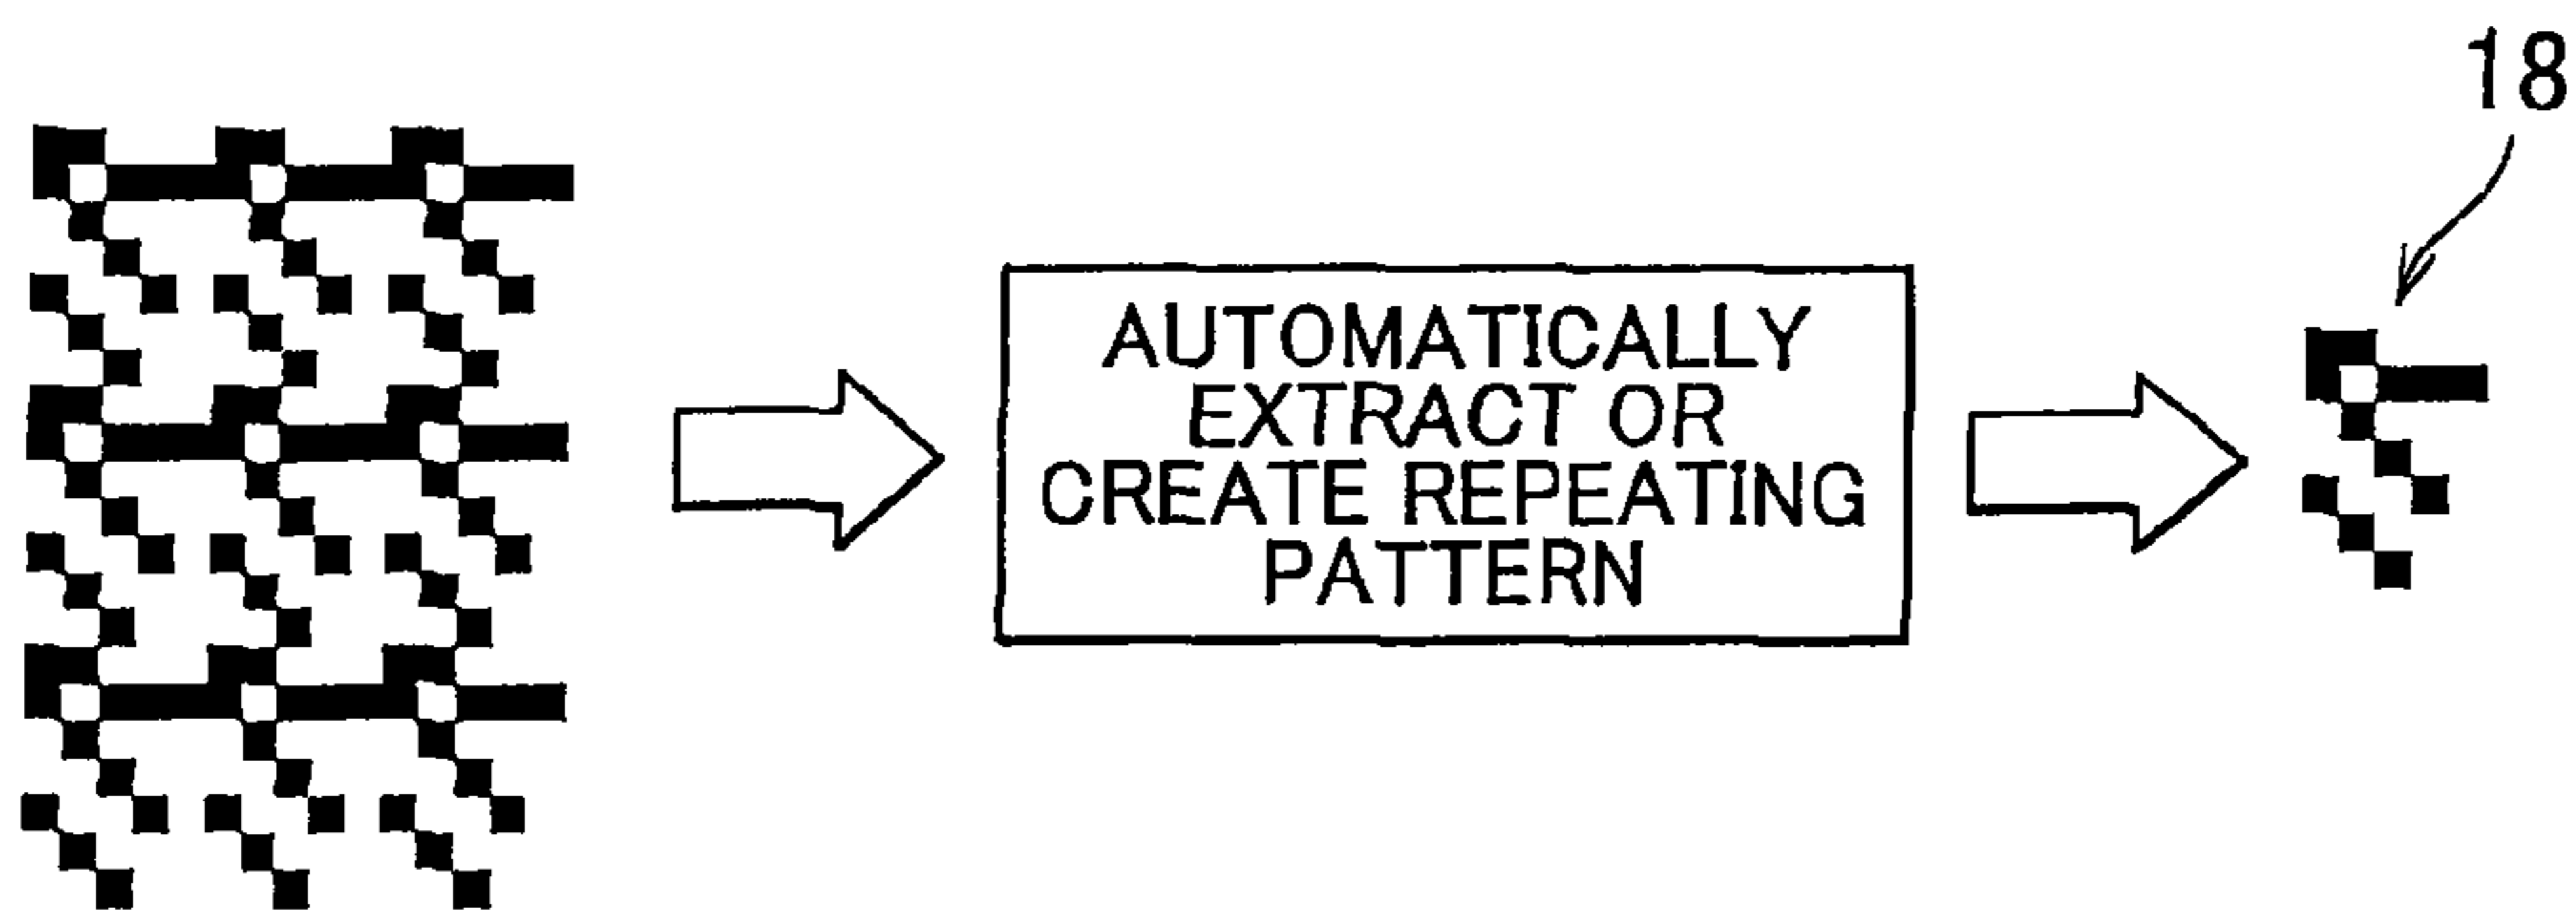 18
AUTOMATICALLY
EXTRACT OR
CREATE REPEATING
PATTERN